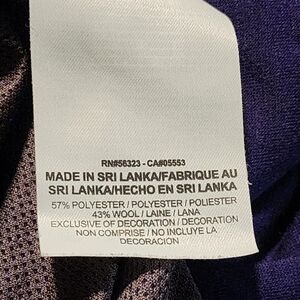 RN#56323 - CA#05553
MADE IN SRI LANKA/FABRIQUE AU
SRI LANKA/HECHO EN SRI LANKA
57% POLYESTER / POLYESTER / POLIESTER
43% WOOL / LAINE / LANA
EXCLUSIVE OF DECORATION / DECORATION
NON COMPRISE / NO INCLUYE LA
DECORACION